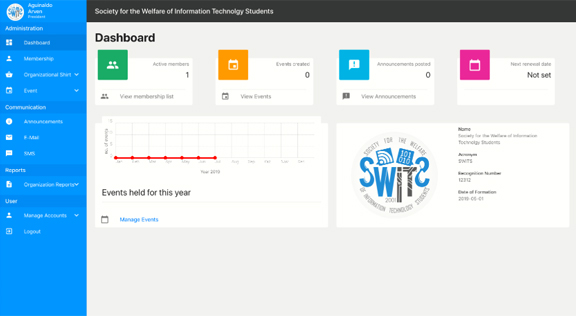 Aguinaldo
Arven
President
Society for the Welfare of Information Technolgy Students
Administration
Dashboard
Membership
Organizational Shirt
Event
Communication
Announcements
E-Mail
SMS
Reports
Organization Reports
User
Manage Accounts
Logout
Dashboard
Active members
1
View membership list
Events created
0
View Events
Announcements posted
0
View Announcements
Next renewal date
Not set
No. of events
Year 2019
Events held for this year
Manage Events
SOCIETY FOR THE WELFARE
SWITS
2001
OF INFORMATION TECHNOLOGY STUDENTS
Name
Society for the Welfare of Information
Technolgy Students
Acronym
SWITS
Recognition Number
12312
Date of Formation
2019-05-01